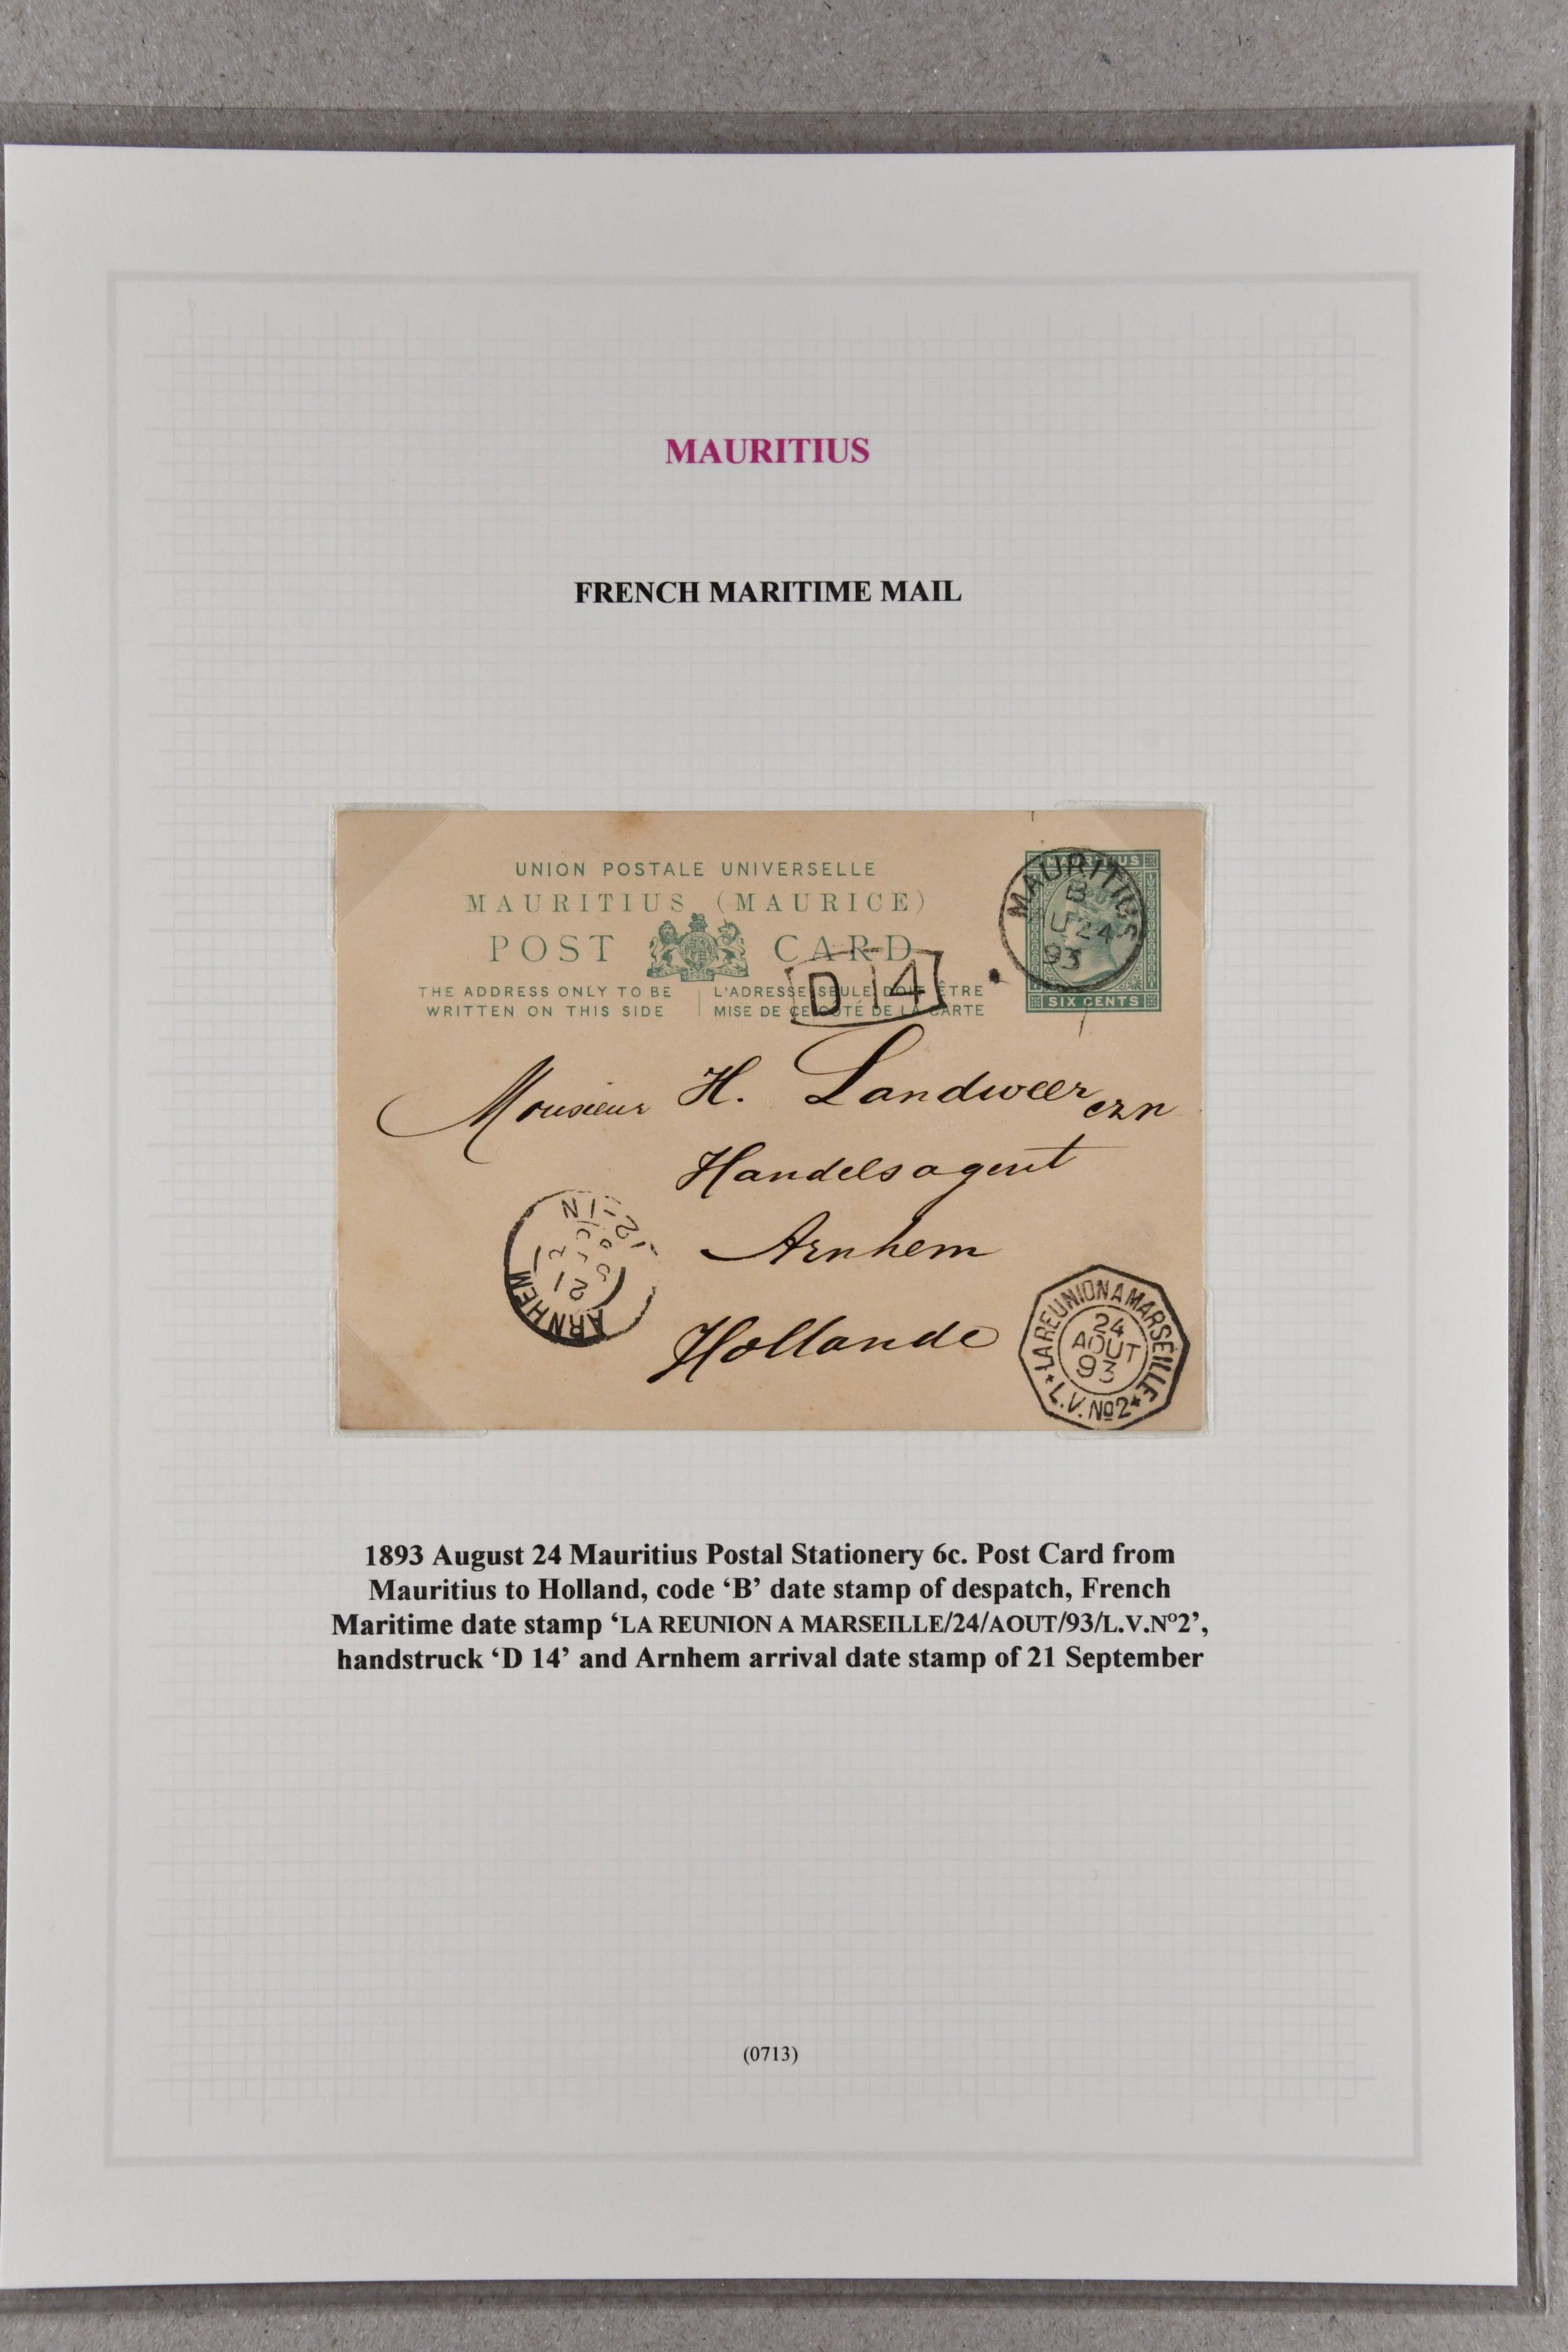 MAURITIUS
FRENCH MARITIME MAIL
UNION POSTALE UNIVERSELLE
MAURITIUS (MAURICE)
POST CARD
THE ADDRESS ONLY TO BE
WRITTEN ON THIS SIDE
L'ADRESSE SEULE DOIT ÊTRE
MISE DE CE CÔTÉ DE LA CARTE
D 14
MAURITIUS
SIX CENTS
MAURITIUS
B
24
93
Monsieur H. Landweer czn
Handelsagent
Arnhem
Hollande
ARNHEM
21
12-1N
LA REUNION A MARSEILLE
24
AOUT
93
L.V. Nº2
1893 August 24 Mauritius Postal Stationery 6c. Post Card from
Mauritius to Holland, code ‘B’ date stamp of despatch, French
Maritime date stamp ‘LA REUNION A MARSEILLE/24/AOUT/93/L.V.Nº2’,
handstruck ‘D 14’ and Arnhem arrival date stamp of 21 September
(0713)